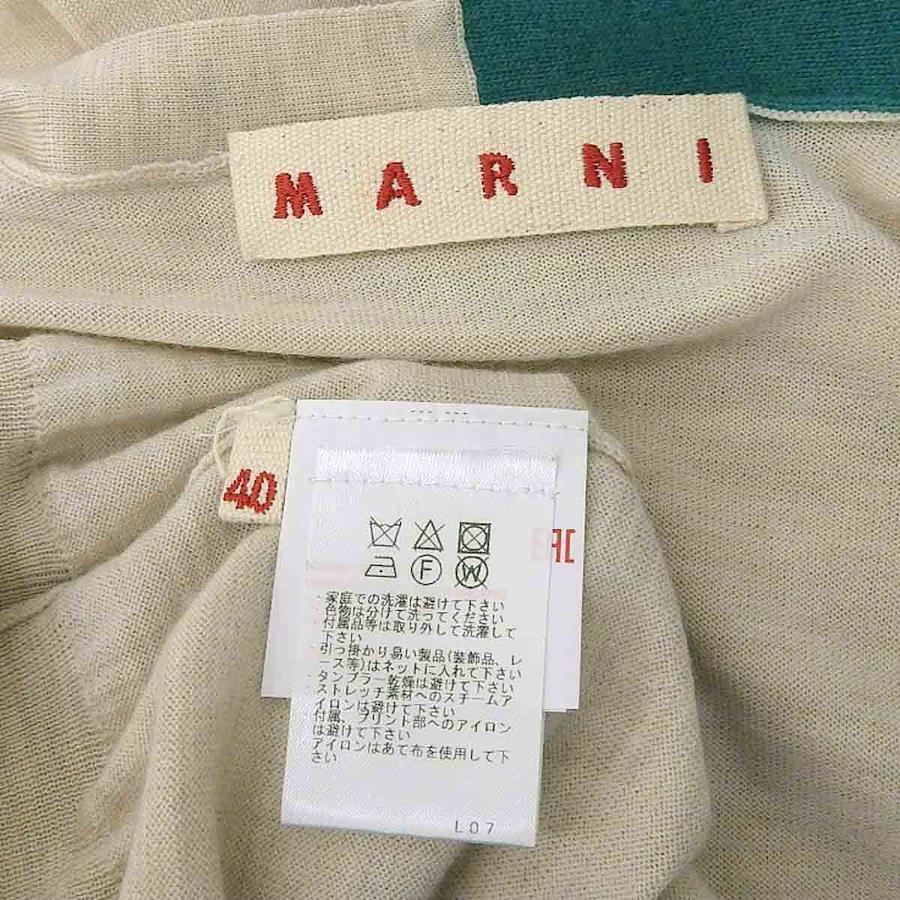 MARNI
40
EAC
F
W
・家庭での洗濯は避けて下さい
・色物は分けて洗ってください
・付属品等は取り外して洗濯して
下さい
・引っ掛かり易い製品(装飾品、レ
ース等)はネットに入れて下さい
・タンブラー乾燥は避けて下さい
ストレッチ素材へのスチームア
イロンは避けて下さい
付属、プリント部へのアイロン
は避けて下さい
アイロンはあて布を使用して下
さい
L07